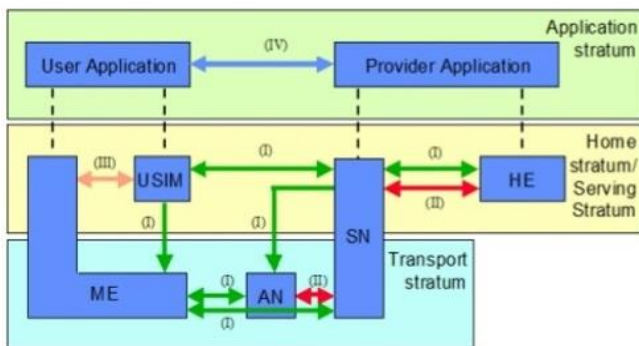 Application
stratum
(IV)
User Application
Provider Application
Home
stratum/
Serving
Stratum
(III)
USIM
(I)
(I)
HE
(II)
(I)
(I)
SN
Transport
stratum
ME
(I)
AN
(II)
(I)